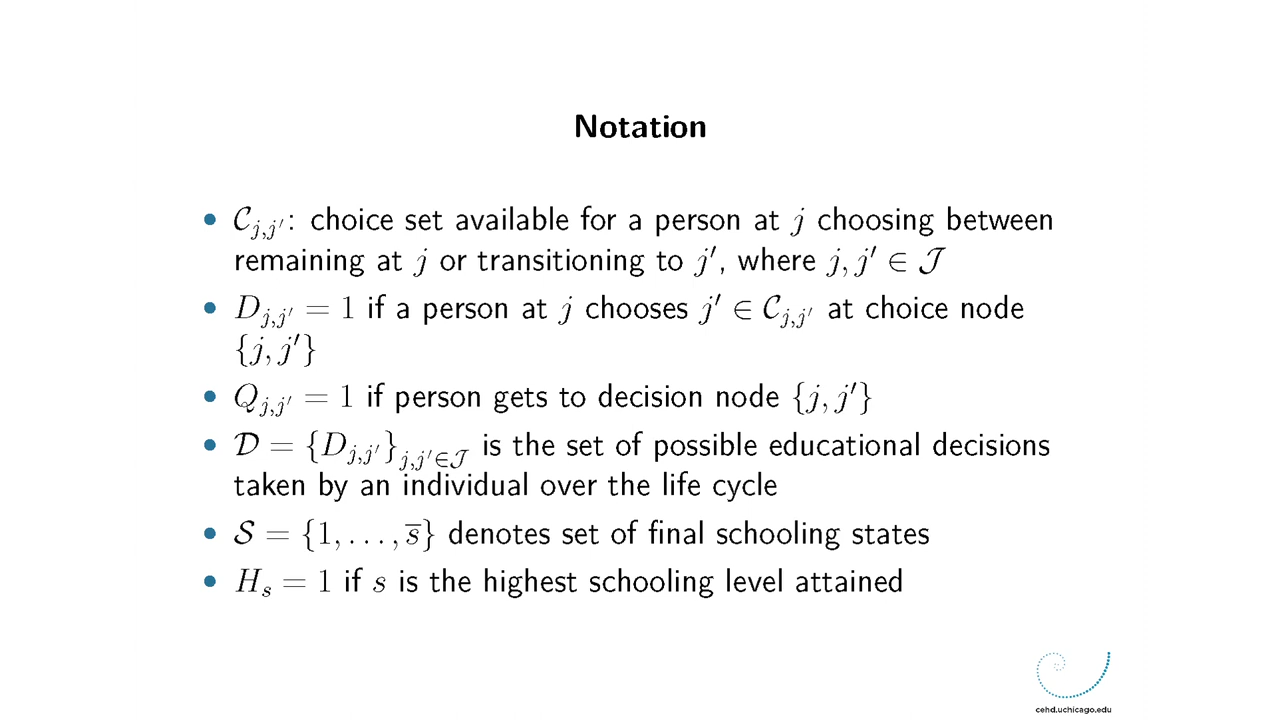 Notation
• 𝒞_{j,j′}: choice set available for a person at j choosing between
remaining at j or transitioning to j′, where j, j′ ∈ 𝒥
• D_{j,j′} = 1 if a person at j chooses j′ ∈ 𝒞_{j,j′} at choice node
{j, j′}
• Q_{j,j′} = 1 if person gets to decision node {j, j′}
• 𝒟 = {D_{j,j′}}_{j,j′∈𝒥} is the set of possible educational decisions
taken by an individual over the life cycle
• 𝒮 = {1, . . . , s̅} denotes set of final schooling states
• H_s = 1 if s is the highest schooling level attained
cehd.uchicago.edu